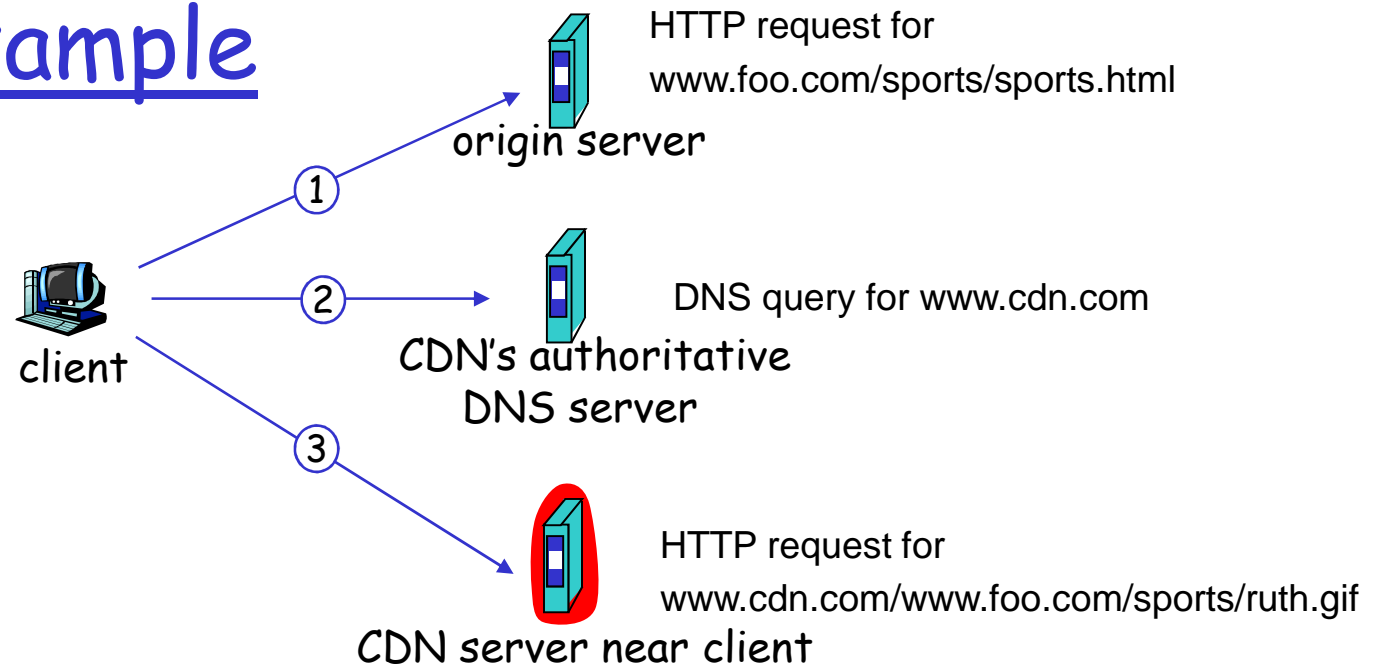 ample
HTTP request for
www.foo.com/sports/sports.html
origin server
1
client
2
DNS query for www.cdn.com
CDN's authoritative
DNS server
3
HTTP request for
www.cdn.com/www.foo.com/sports/ruth.gif
CDN server near client